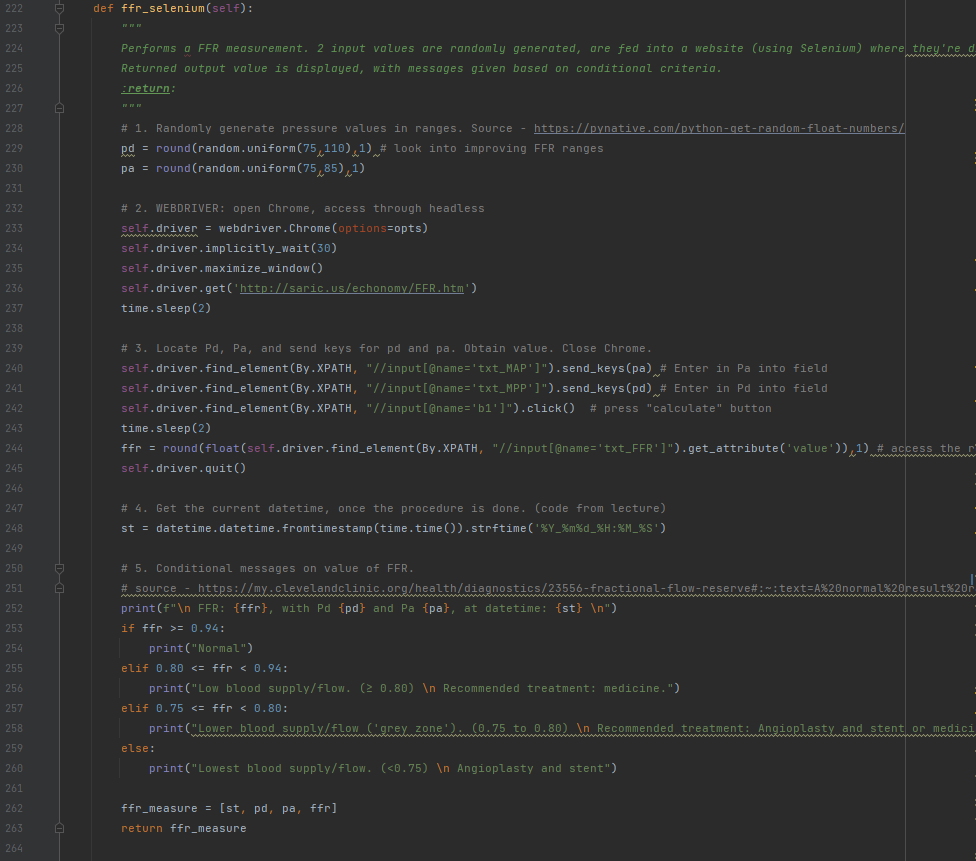 222 def ffr_selenium(self):
223 """
224 Performs a FFR measurement. 2 input values are randomly generated, are fed into a website (using Selenium) where they're d
225 Returned output value is displayed, with messages given based on conditional criteria.
226 :return:
227 """
228 # 1. Randomly generate pressure values in ranges. Source - https://pynative.com/python-get-random-float-numbers/
229 pd = round(random.uniform(75,110),1) # look into improving FFR ranges
230 pa = round(random.uniform(75,85),1)
231
232 # 2. WEBDRIVER: open Chrome, access through headless
233 self.driver = webdriver.Chrome(options=opts)
234 self.driver.implicitly_wait(30)
235 self.driver.maximize_window()
236 self.driver.get('http://saric.us/echonomy/FFR.htm')
237 time.sleep(2)
238
239 # 3. Locate Pd, Pa, and send keys for pd and pa. Obtain value. Close Chrome.
240 self.driver.find_element(By.XPATH, "//input[@name='txt_MAP']").send_keys(pa) # Enter in Pa into field
241 self.driver.find_element(By.XPATH, "//input[@name='txt_MPP']").send_keys(pd) # Enter in Pd into field
242 self.driver.find_element(By.XPATH, "//input[@name='b1']").click()  # press "calculate" button
243 time.sleep(2)
244 ffr = round(float(self.driver.find_element(By.XPATH, "//input[@name='txt_FFR']").get_attribute('value')),1) # access the r
245 self.driver.quit()
246
247 # 4. Get the current datetime, once the procedure is done. (code from lecture)
248 st = datetime.datetime.fromtimestamp(time.time()).strftime('%Y_%m%d_%H:%M_%S')
249
250 # 5. Conditional messages on value of FFR.
251 # source - https://my.clevelandclinic.org/health/diagnostics/23556-fractional-flow-reserve#:~:text=A%20normal%20result%20r
252 print(f"\n FFR: {ffr}, with Pd {pd} and Pa {pa}, at datetime: {st} \n")
253 if ffr >= 0.94:
254 print("Normal")
255 elif 0.80 <= ffr < 0.94:
256 print("Low blood supply/flow. (≥ 0.80) \n Recommended treatment: medicine.")
257 elif 0.75 <= ffr < 0.80:
258 print("Lower blood supply/flow ('grey zone'). (0.75 to 0.80) \n Recommended treatment: Angioplasty and stent or medici
259 else:
260 print("Lowest blood supply/flow. (<0.75) \n Angioplasty and stent")
261
262 ffr_measure = [st, pd, pa, ffr]
263 return ffr_measure
264